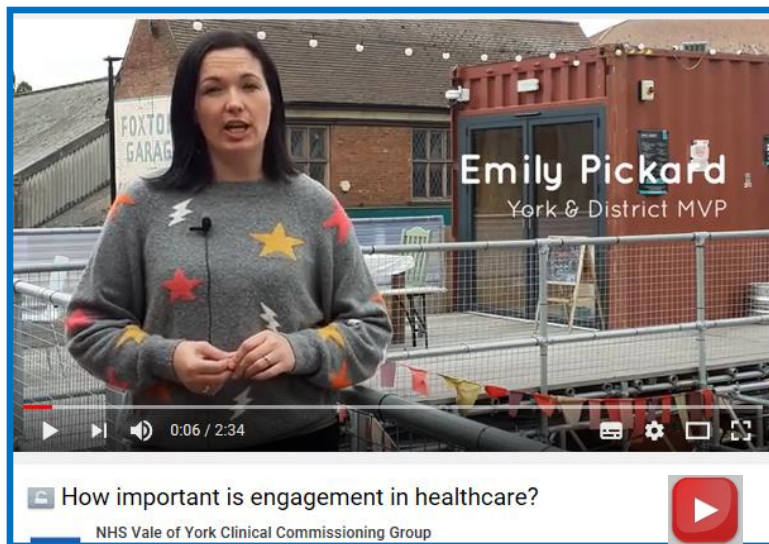 FOXTON
GARAGE
Emily Pickard
York & District MVP
0:06 / 2:34
How important is engagement in healthcare?
NHS Vale of York Clinical Commissioning Group